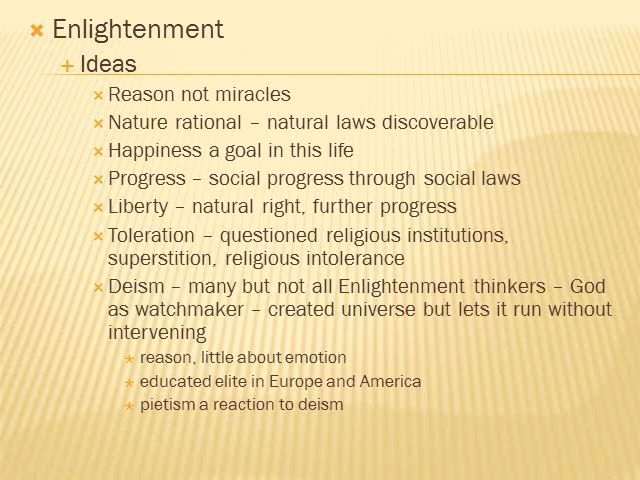 Enlightenment
Ideas
Reason not miracles
Nature rational – natural laws discoverable
Happiness a goal in this life
Progress – social progress through social laws
Liberty – natural right, further progress
Toleration – questioned religious institutions,
superstition, religious intolerance
Deism – many but not all Enlightenment thinkers – God
as watchmaker – created universe but lets it run without
intervening
reason, little about emotion
educated elite in Europe and America
pietism a reaction to deism